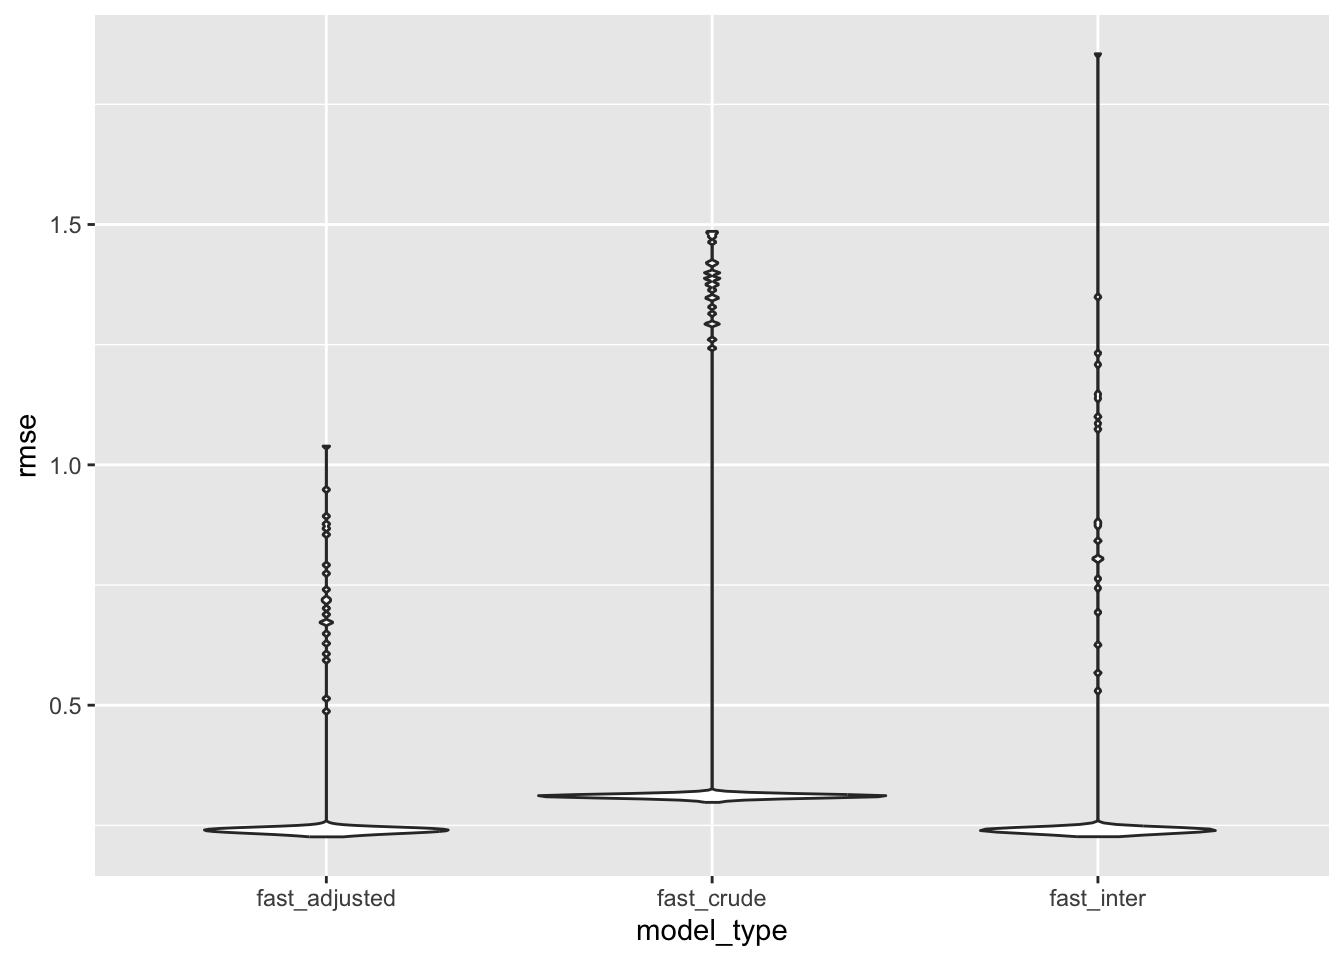 rmse
1.5
1.0
0.5
fast_adjusted
fast_crude
fast_inter
model_type